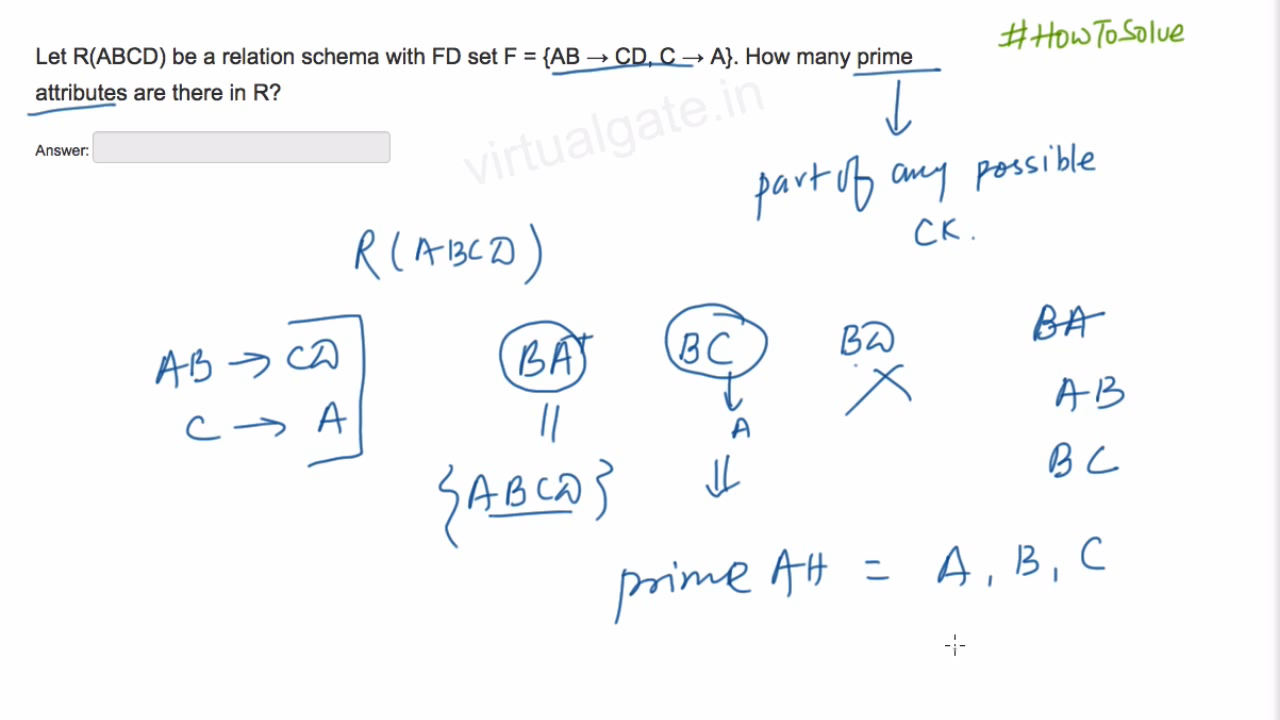 #HowToSolve
Let R(ABCD) be a relation schema with FD set F = {AB → CD, C → A}. How many prime
attributes are there in R?
Answer:
virtualgate.in
part of any possible
CK.
R(ABCD)
AB → CD
C → A
BA+
||
{ABCD}
BC
↓
A
⇓
BD
X
BA
AB
BC
prime Att = A, B, C